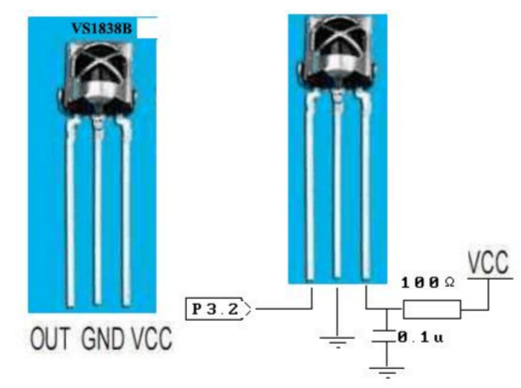 VS1838B
OUT GND VCC
VCC
100Ω
P3.2
0.1u